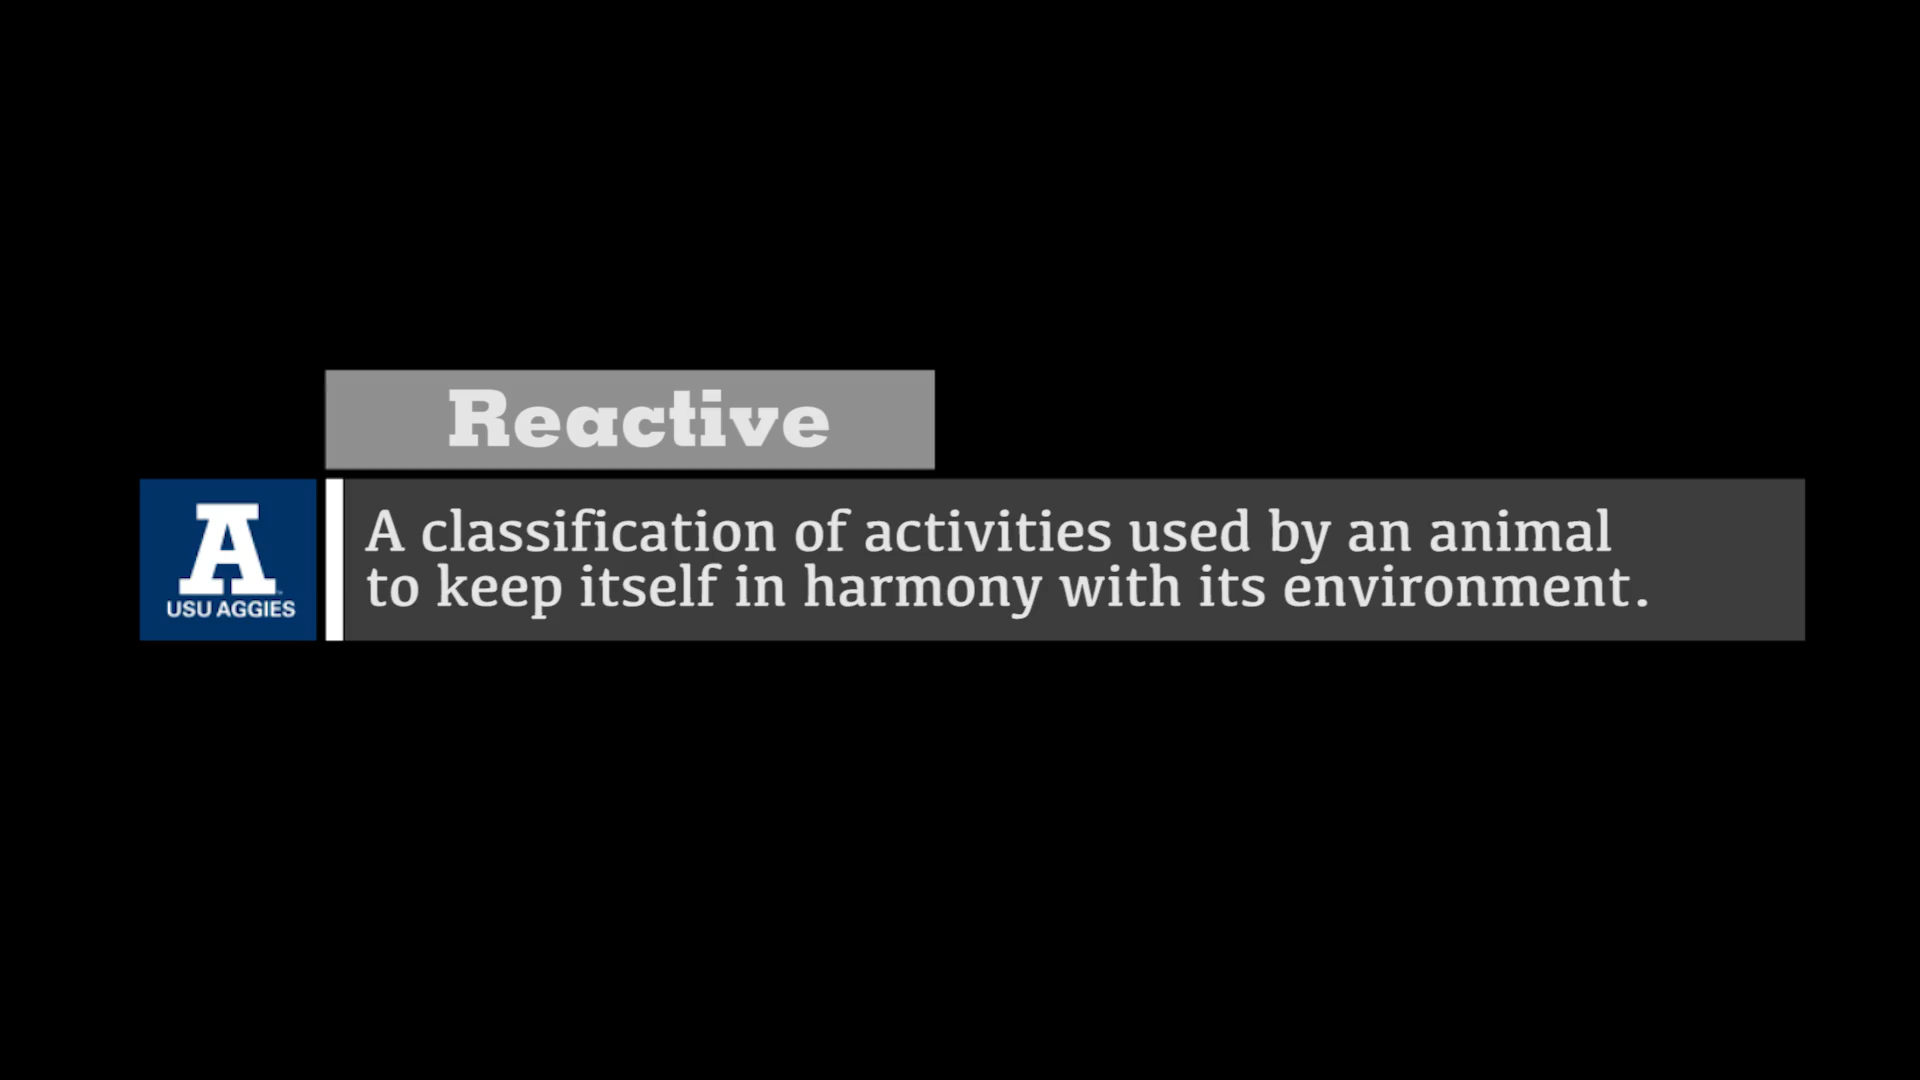 Reactive
A classification of activities used by an animal
to keep itself in harmony with its environment.
A
USU AGGIES